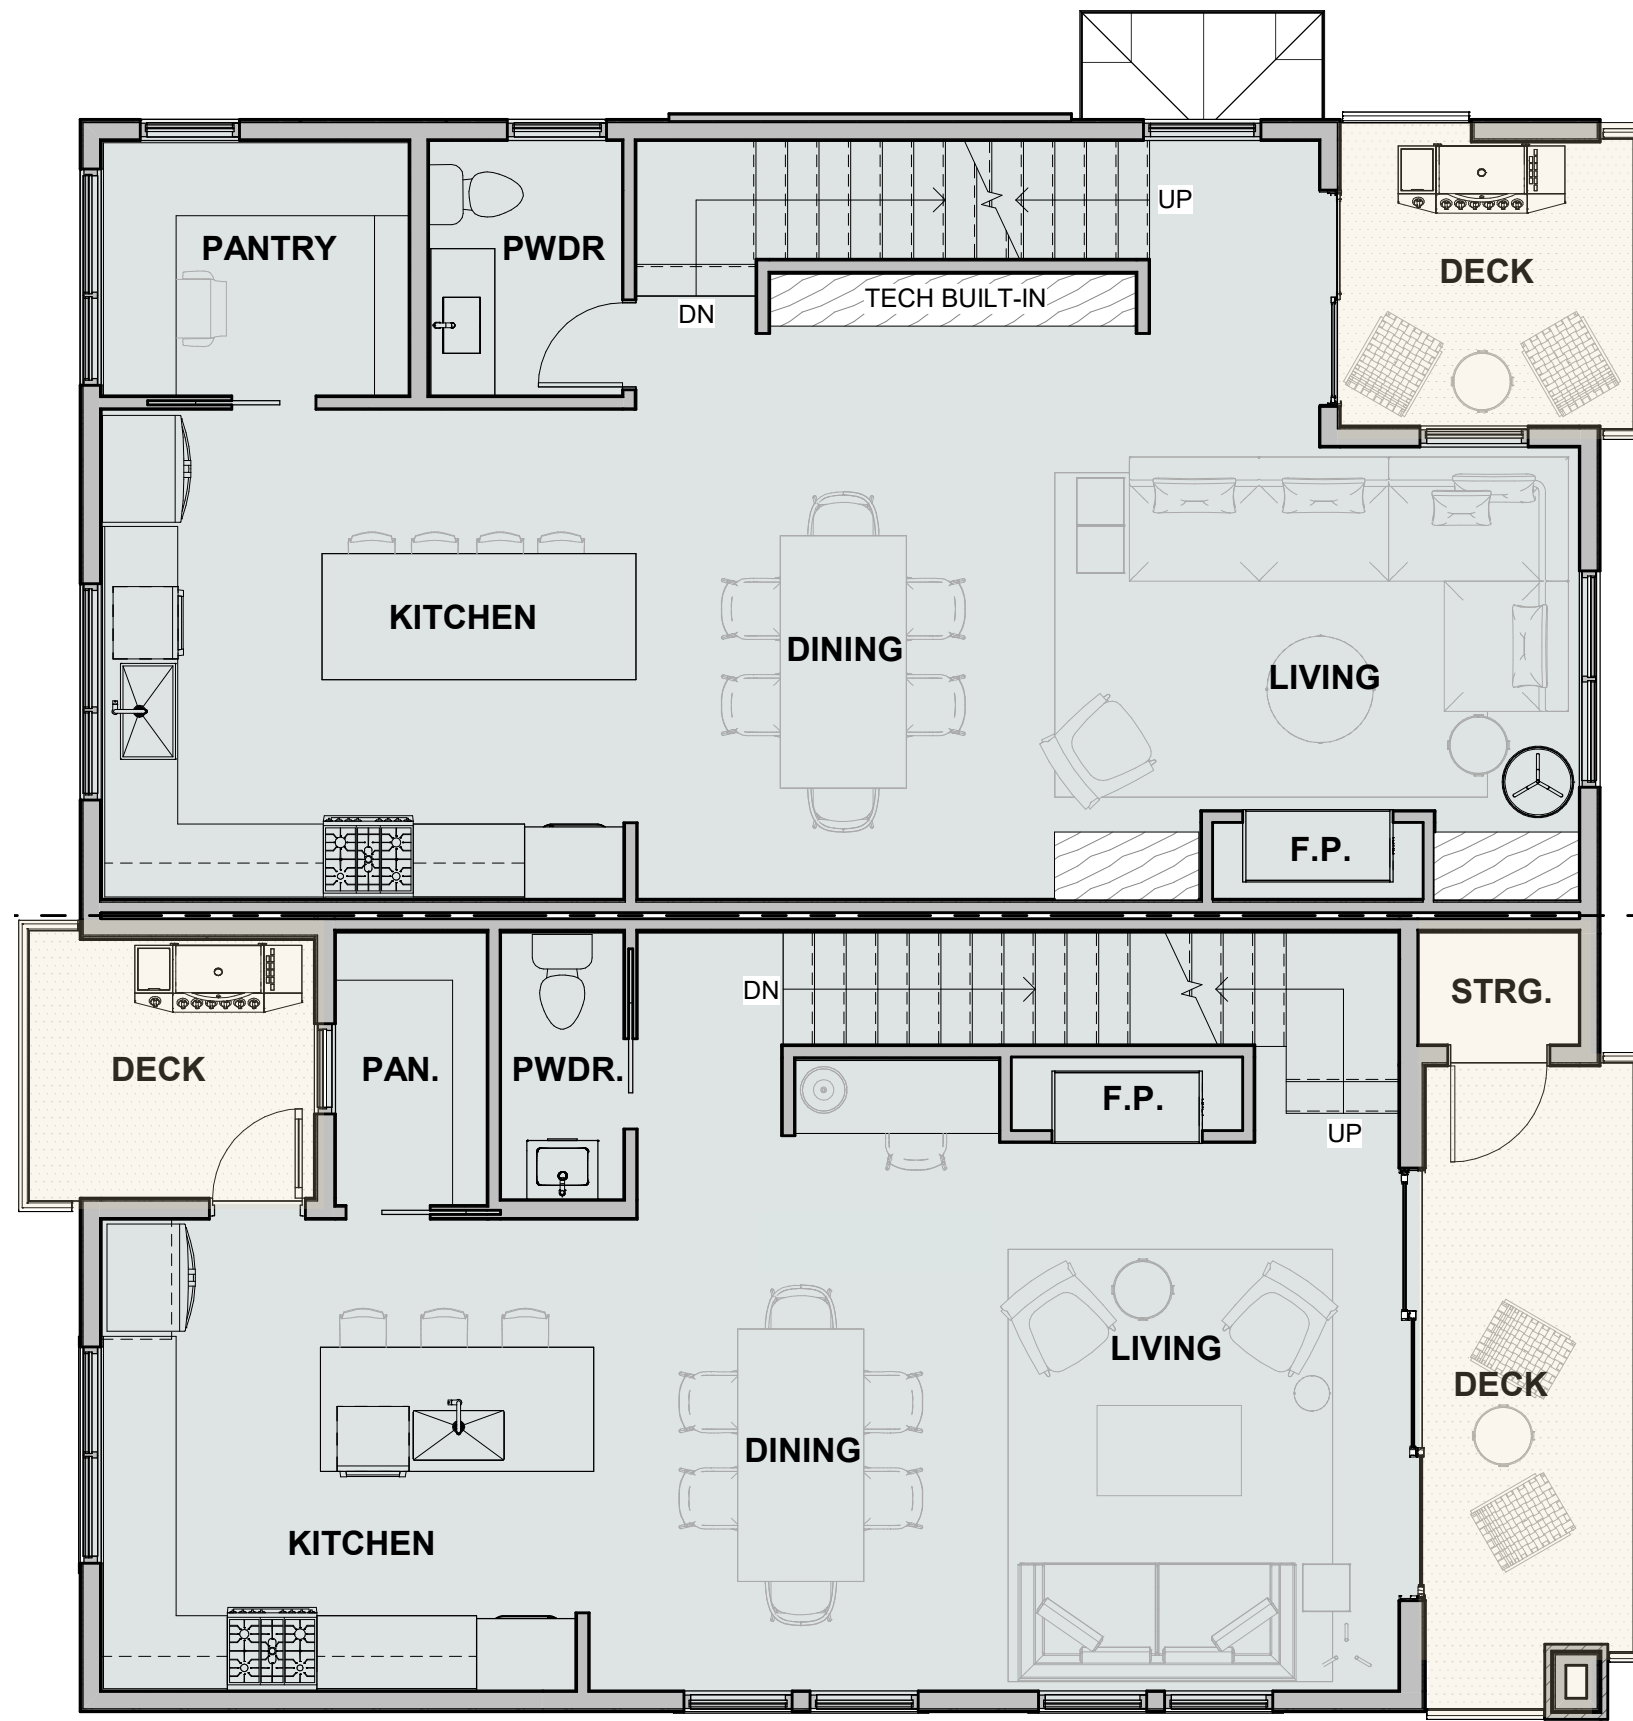 UP
PANTRY
PWDR
DECK
TECH BUILT-IN
DN
KITCHEN
DINING
LIVING
F.P.
DN
STRG.
DECK
PAN.
PWDR.
F.P.
UP
LIVING
DECK
DINING
KITCHEN